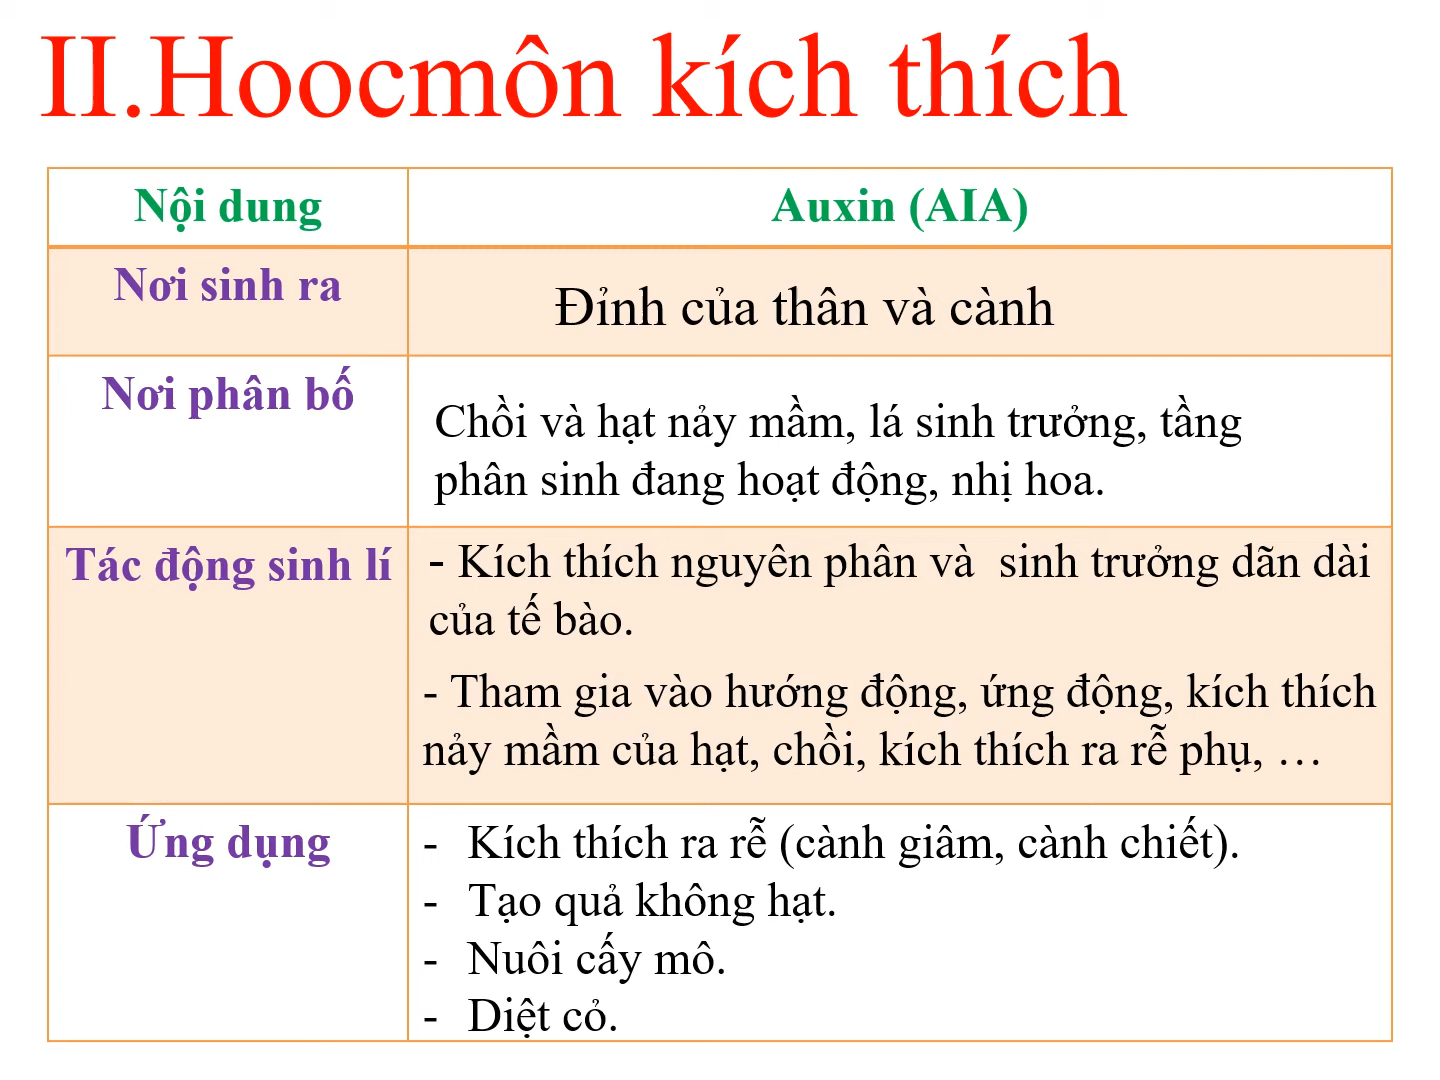 II.Hoocmôn kích thích
Nội dung
Auxin (AIA)
Nơi sinh ra
Đỉnh của thân và cành
Nơi phân bố
Chồi và hạt nảy mầm, lá sinh trưởng, tầng
phân sinh đang hoạt động, nhị hoa.
Tác động sinh lí
- Kích thích nguyên phân và  sinh trưởng dãn dài
của tế bào.
- Tham gia vào hướng động, ứng động, kích thích
nảy mầm của hạt, chồi, kích thích ra rễ phụ, …
Ứng dụng
- Kích thích ra rễ (cành giâm, cành chiết).
- Tạo quả không hạt.
- Nuôi cấy mô.
- Diệt cỏ.